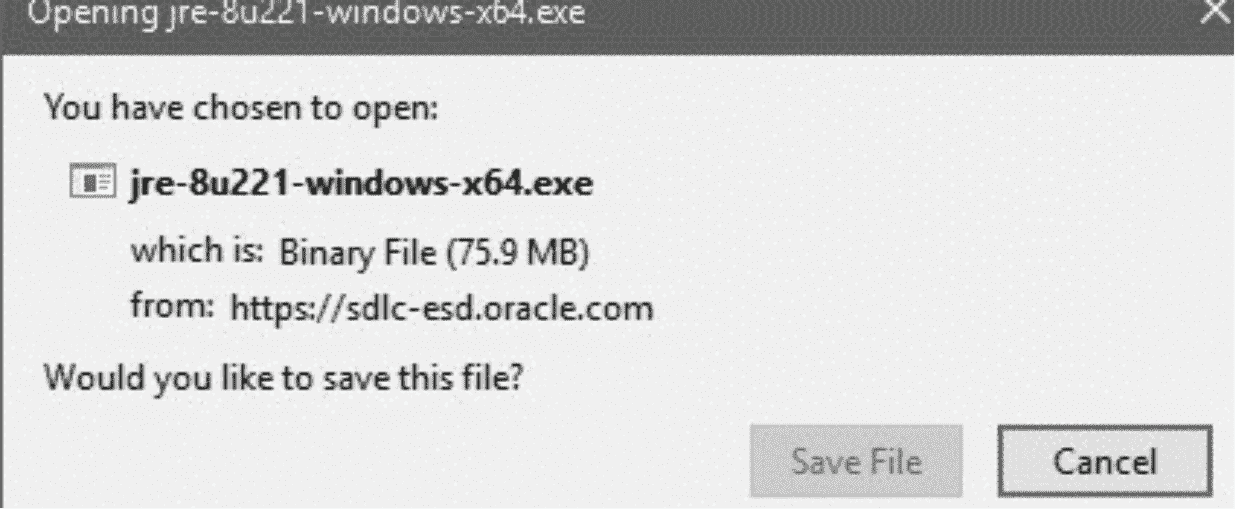 Opening jre-8u221-windows-x64.exe
You have chosen to open:
jre-8u221-windows-x64.exe
which is: Binary File (75.9 MB)
from: https://sdlc-esd.oracle.com
Would you like to save this file?
Save File Cancel